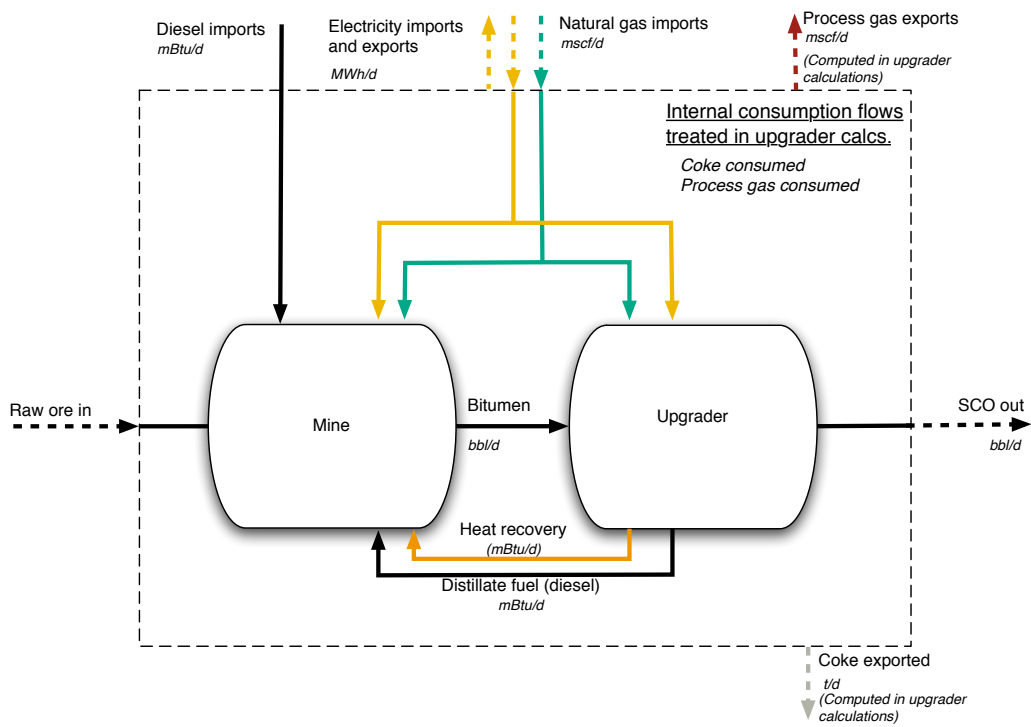 Diesel imports
mBtu/d
Electricity imports
and exports
MWh/d
Natural gas imports
mscf/d
Process gas exports
mscf/d
(Computed in upgrader
calculations)
Internal consumption flows
treated in upgrader calcs.
Coke consumed
Process gas consumed
Raw ore in
Mine
Bitumen
bbl/d
Upgrader
SCO out
bbl/d
Heat recovery
(mBtu/d)
Distillate fuel (diesel)
mBtu/d
Coke exported
t/d
(Computed in upgrader
calculations)